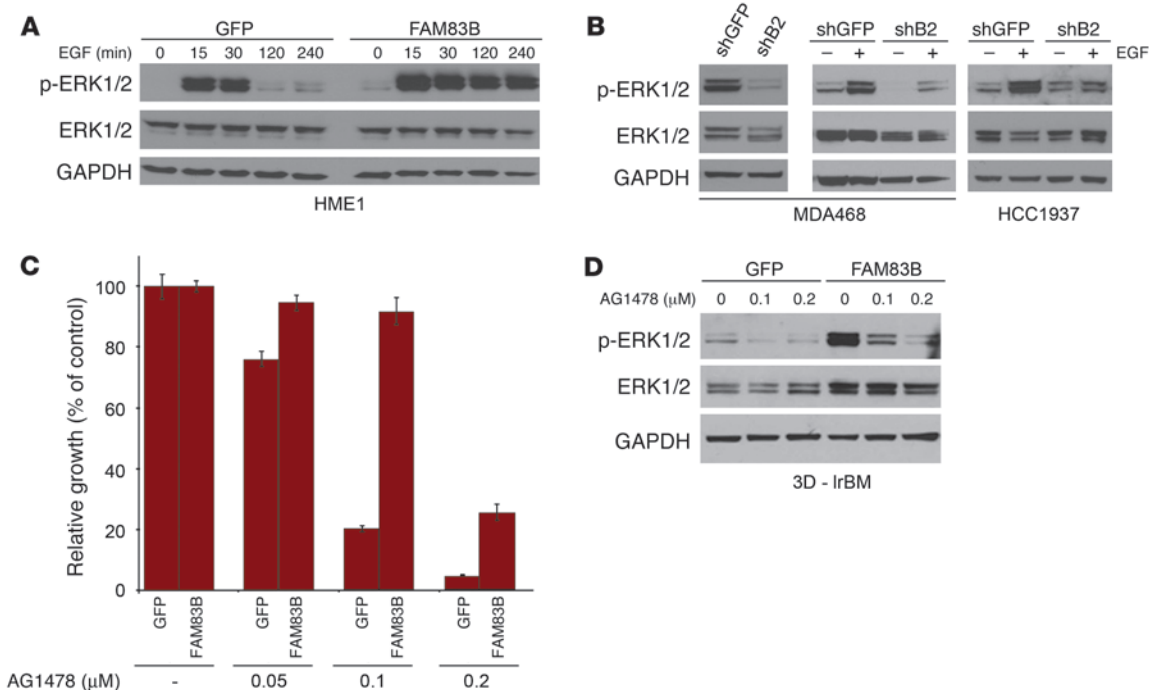 A
GFP FAM83B
EGF (min) 0 15 30 120 240 0 15 30 120 240
p-ERK1/2
ERK1/2
GAPDH
HME1
B
shGFP shB2 shGFP shB2 shGFP shB2
– + – + – + – + EGF
p-ERK1/2
ERK1/2
GAPDH
MDA468 HCC1937
C
Relative growth (% of control)
100
80
60
40
20
0
GFP FAM83B GFP FAM83B GFP FAM83B GFP FAM83B
AG1478 (μM) - 0.05 0.1 0.2
D
GFP FAM83B
AG1478 (μM) 0 0.1 0.2 0 0.1 0.2
p-ERK1/2
ERK1/2
GAPDH
3D - lrBM